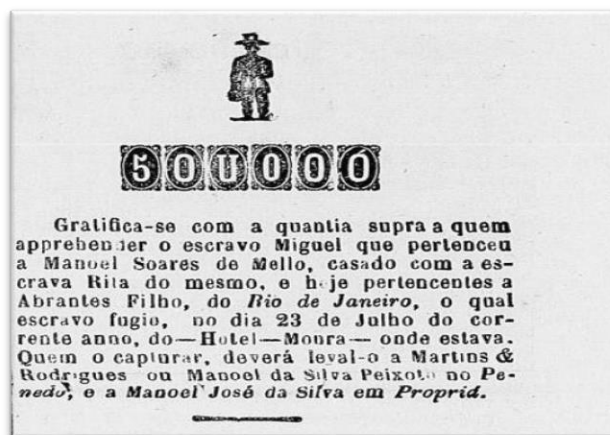 50U000
Gratifica-se com a quantia supra a quem
apprehender o escravo Miguel que pertenceu
a Manoel Soares de Mello, casado com a es-
crava Rita do mesmo, e hoje pertencentes a
Abrantes Filho, do Rio de Janeiro, o qual
escravo fugio, no dia 23 de Julho do cor-
rente anno, do—Hotel—Moura—onde estava.
Quem o capturar, deverá leval-o a Martins &
Rodrigues ou Manoel da Silva Peixoto no Pe-
nedo, e a Manoel José da Silva em Propriá.